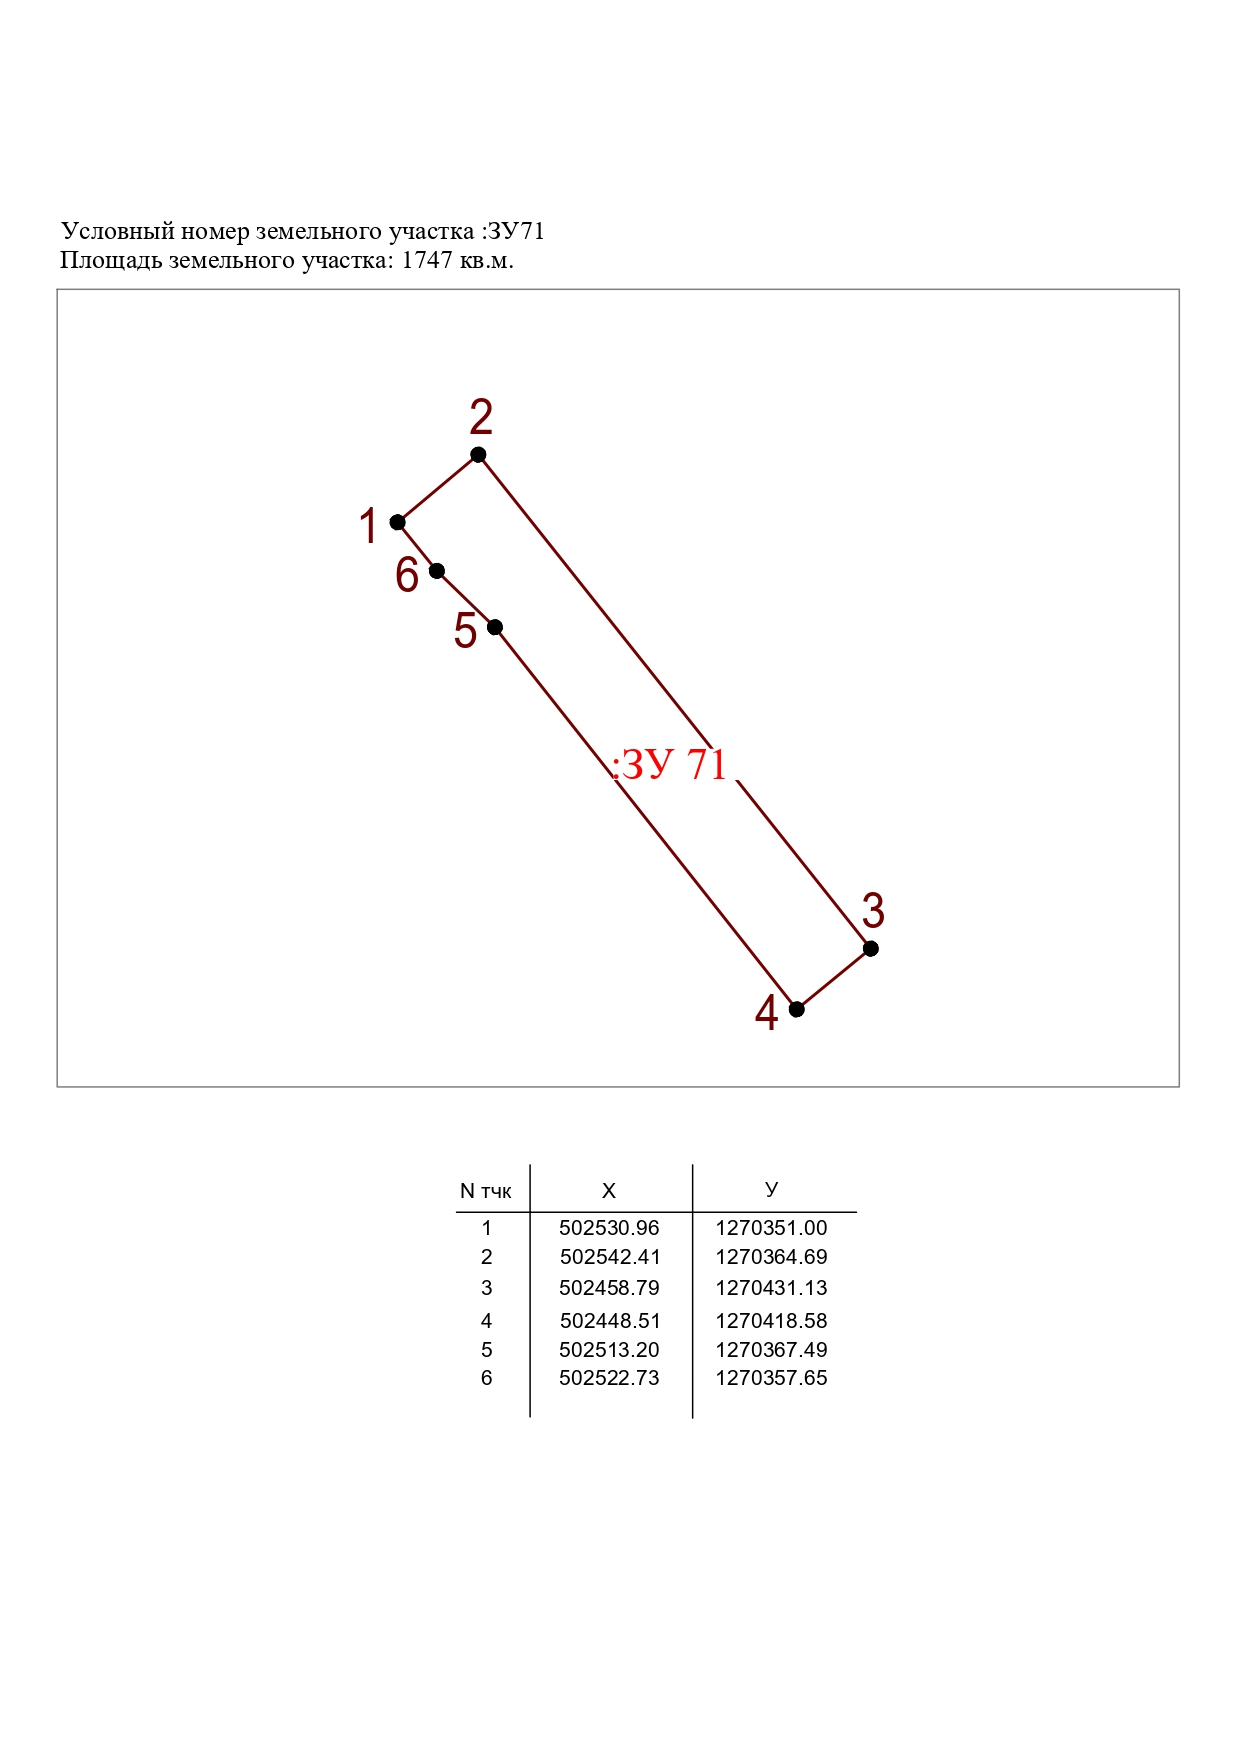 Условный номер земельного участка :ЗУ71
Площадь земельного участка: 1747 кв.м.
2
1
6
5
:ЗУ 71
3
4
N тчк Х У
1 502530.96 1270351.00
2 502542.41 1270364.69
3 502458.79 1270431.13
4 502448.51 1270418.58
5 502513.20 1270367.49
6 502522.73 1270357.65